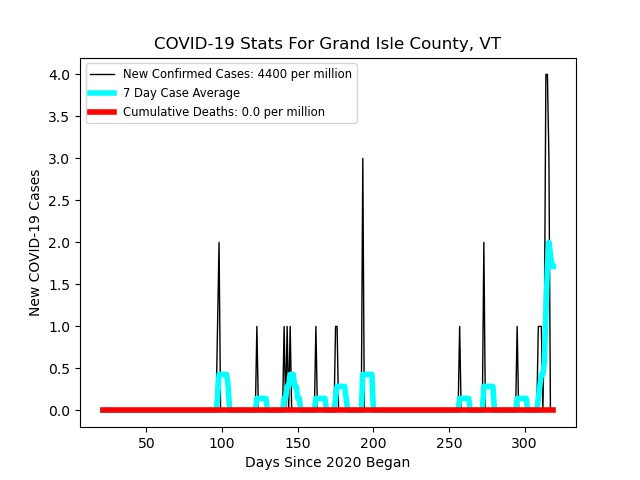 COVID-19 Stats For Grand Isle County, VT
New Confirmed Cases: 4400 per million
7 Day Case Average
Cumulative Deaths: 0.0 per million
4.0
3.5
3.0
2.5
2.0
1.5
1.0
0.5
0.0
New COVID-19 Cases
50 100 150 200 250 300
Days Since 2020 Began